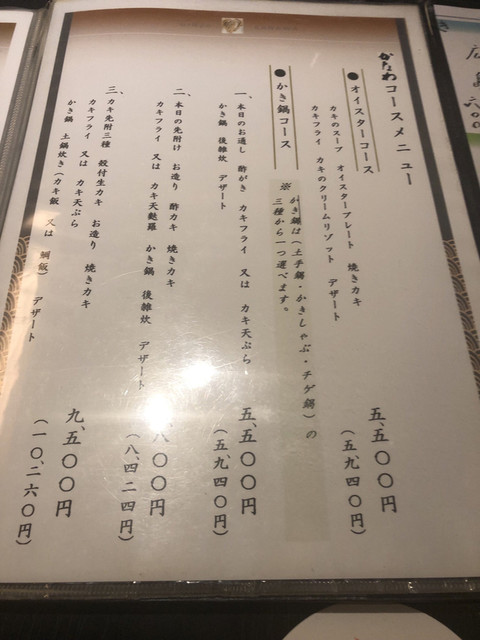 かなわコースメニュー
●オイスターコース
カキのスープ オイスタープレート 焼きカキ
カキフライ カキのクリームリゾット デザート
五、五〇〇円
(五、九四〇円)
●かき鍋コース
※かき鍋は(土手鍋・かきしゃぶ・チゲ鍋)の
三種から一つ選べます。
一、本日のお通し 酢がき カキフライ 又は カキ天ぷら
かき鍋 後雑炊 デザート
五、五〇〇円
(五、九四〇円)
二、本日の先附け お造り 酢カキ 焼きカキ
カキフライ 又は カキ天麩羅 かき鍋 後雑炊 デザート
八〇〇円
(八、四二四円)
三、カキ先附三種 殻付生カキ お造り 焼きカキ
カキフライ 又は カキ天ぷら
かき鍋 土鍋炊き(カキ飯 又は 鯛飯) デザート
九、五〇〇円
(一〇、二六〇円)